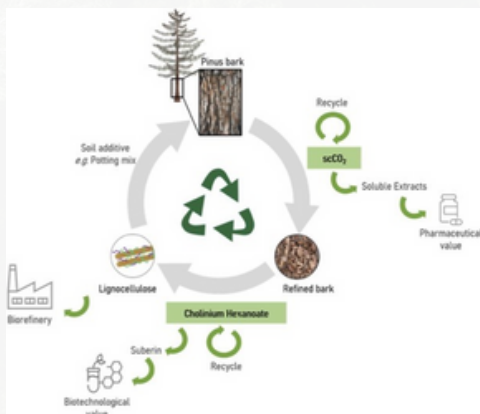 Pinus bark
Recycle
scCO₂
Soluble Extracts
Pharmaceutical
value
Soil additive
e.g. Potting mix
Refined bark
Lignocellulose
Cholinium Hexanoate
Biorefinery
Suberin
Recycle
Biotechnological
value